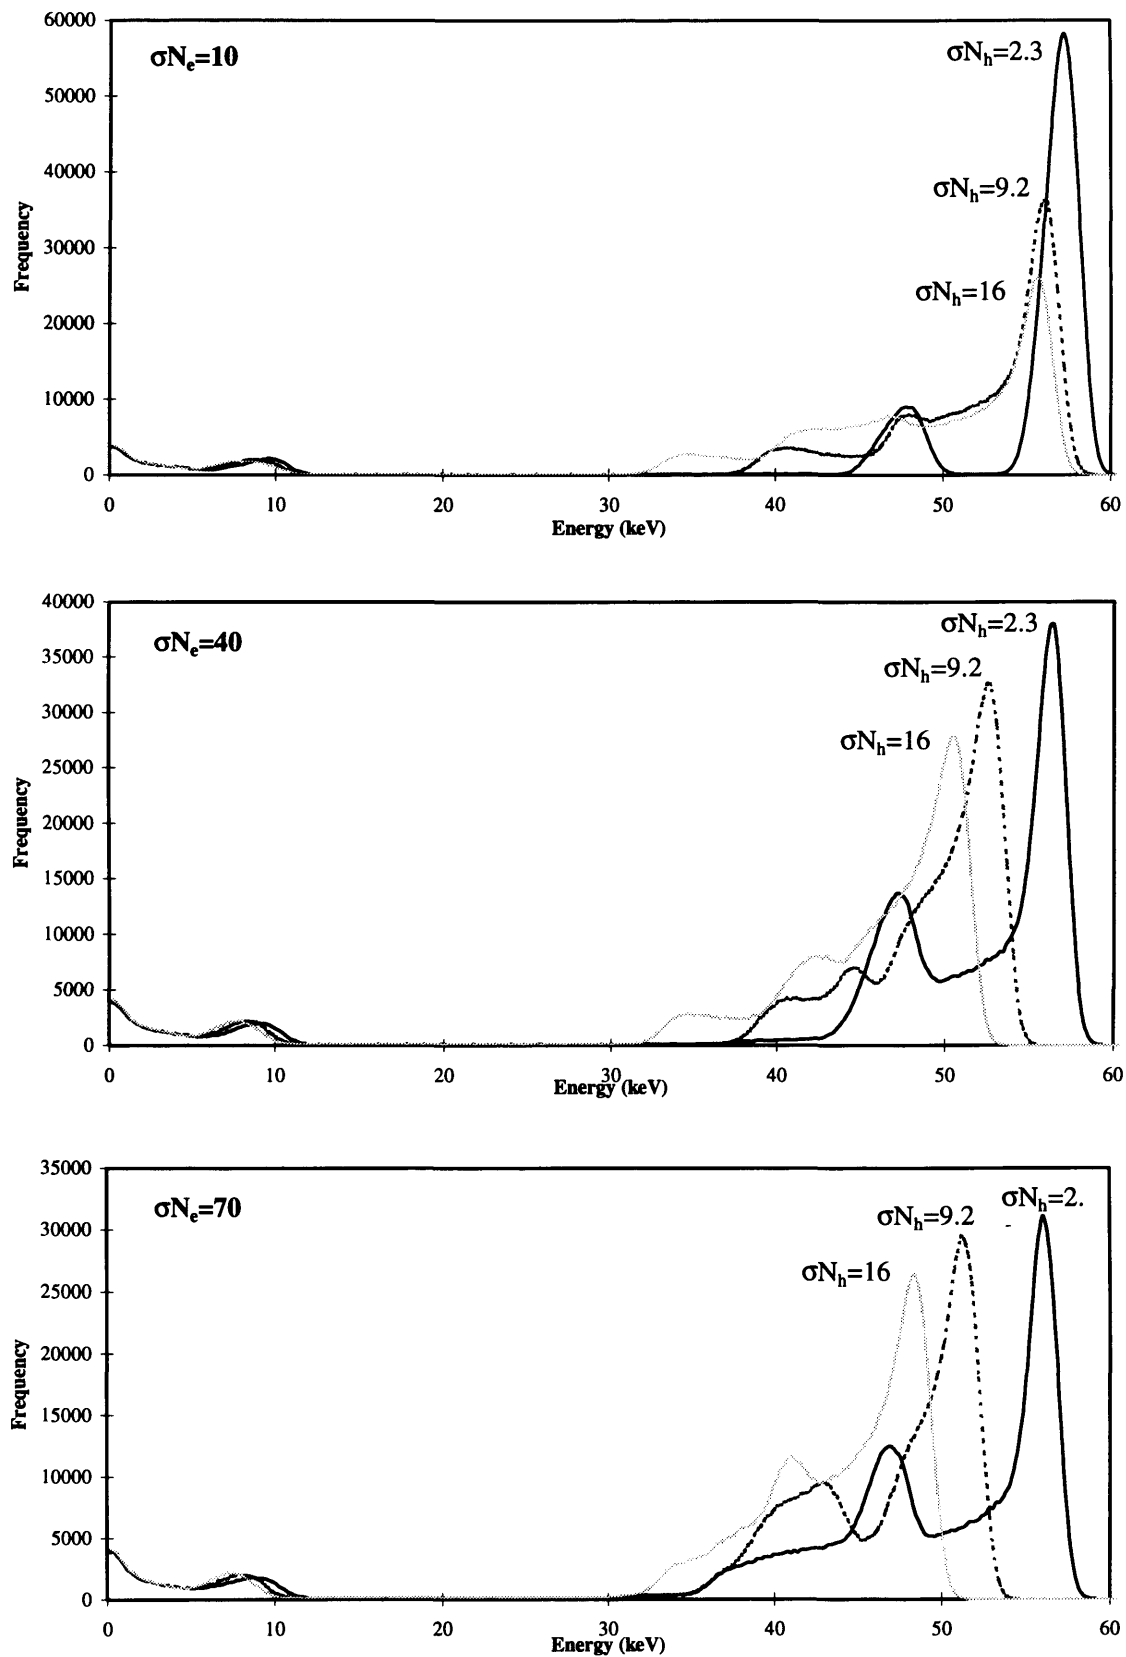 60000
σNₑ=10
σNₕ=2.3
50000
40000
σNₕ=9.2
Frequency
30000
σNₕ=16
20000
10000
0
0 10 20 30 40 50 60
Energy (keV)
40000
σNₑ=40
σNₕ=2.3
35000
σNₕ=9.2
30000
σNₕ=16
25000
Frequency
20000
15000
10000
5000
0
0 10 20 30 40 50 60
Energy (keV)
35000
σNₑ=70
σNₕ=2.
σNₕ=9.2
30000
σNₕ=16
25000
20000
Frequency
15000
10000
5000
0
0 10 20 30 40 50 60
Energy (keV)